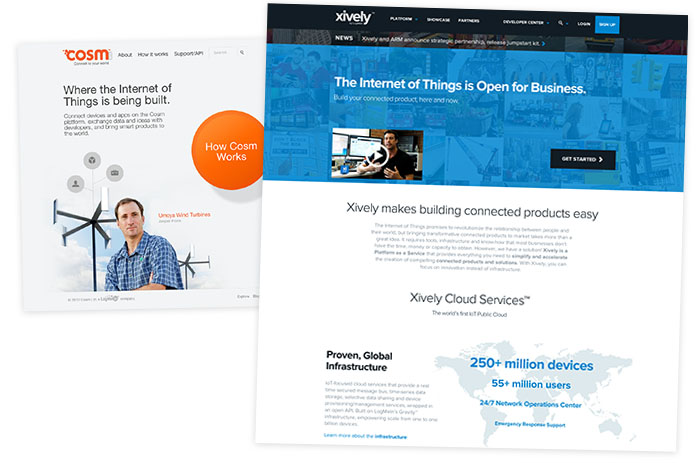 COSM
Connect to your world
About How it works Support/API
Where the Internet of
Things is being built.
Connect devices and apps on the Cosm
platform, exchange data and ideas with
developers, and bring smart products to
the world.
How Cosm
Works
Urnoya Wind Turbines
© 2012 Cosm, by LogMeIn company
Explore
xively
PLATFORM SHOWCASE PARTNERS DEVELOPER CENTER LOGIN SIGN UP
NEWS Xively and ARM announce strategic partnership, release jumpstart kit.
The Internet of Things is Open for Business.
Build your connected product, here and now.
GET STARTED
Xively makes building connected products easy
The Internet of Things promises to revolutionize the relationship between people and
their world, but bringing transformative connected products to market takes more than a
great idea. It requires tools, infrastructure and know-how that most businesses don't
have the time, money or capacity to obtain. However, we have a solution! Xively is a
Platform as a Service that provides everything you need to simplify and accelerate
the creation of compelling connected products and solutions. With Xively, you can
focus on innovation instead of infrastructure.
Xively Cloud Services™
The world's first IoT Public Cloud
Proven, Global
Infrastructure
IoT-focused cloud services that provide a real
time secured message bus, time-series data
storage, selective data sharing and device
provisioning/management services, wrapped in
an open API. Built on LogMeIn's Gravity™
infrastructure, empowering scale from one to one
billion devices.
Learn more about the infrastructure
250+ million devices
55+ million users
24/7 Network Operations Center
Emergency Response Support